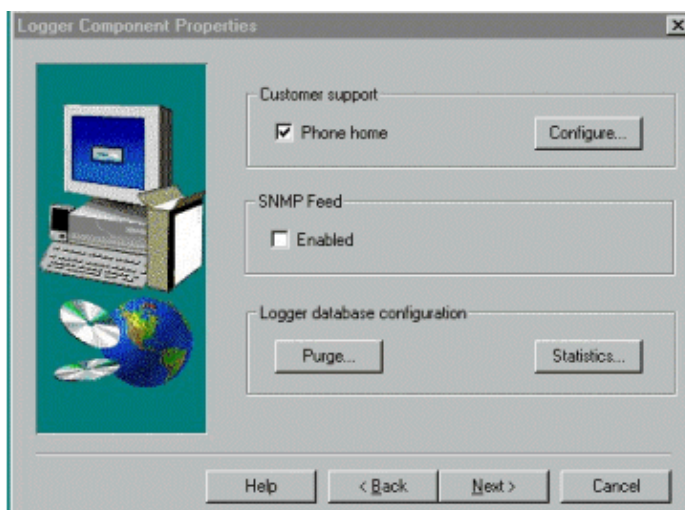 Logger Component Properties
Customer support
Phone home
Configure...
SNMP Feed
Enabled
Logger database configuration
Purge...
Statistics...
Help
< Back
Next >
Cancel